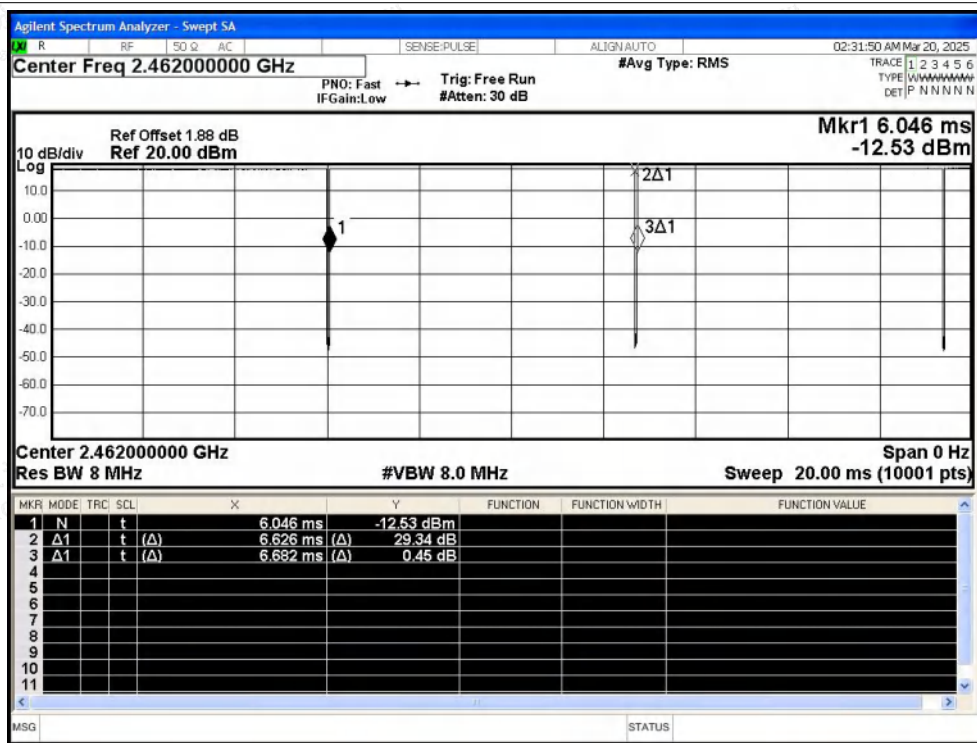 Agilent Spectrum Analyzer - Swept SA
R RF 50 Ω AC SENSE:PULSE ALIGNAUTO 02:31:50 AM Mar 20, 2025
Center Freq 2.462000000 GHz #Avg Type: RMS TRACE 1 2 3 4 5 6
PNO: Fast Trig: Free Run TYPE
IFGain:Low #Atten: 30 dB DET P N N N N N
Mkr1 6.046 ms
-12.53 dBm
Ref Offset 1.88 dB
10 dB/div Ref 20.00 dBm
Log
2Δ1
10.0
0.00
1
3Δ1
-10.0
-20.0
-30.0
-40.0
-50.0
-60.0
-70.0
Center 2.462000000 GHz Span 0 Hz
Res BW 8 MHz #VBW 8.0 MHz Sweep 20.00 ms (10001 pts)
MKR MODE TRC SCL X Y FUNCTION FUNCTION WIDTH FUNCTION VALUE
1 N t 6.046 ms -12.53 dBm
2 Δ1 t (Δ) 6.626 ms (Δ) 29.34 dB
3 Δ1 t (Δ) 6.682 ms (Δ) 0.45 dB
4
5
6
7
8
9
10
11
MSG STATUS